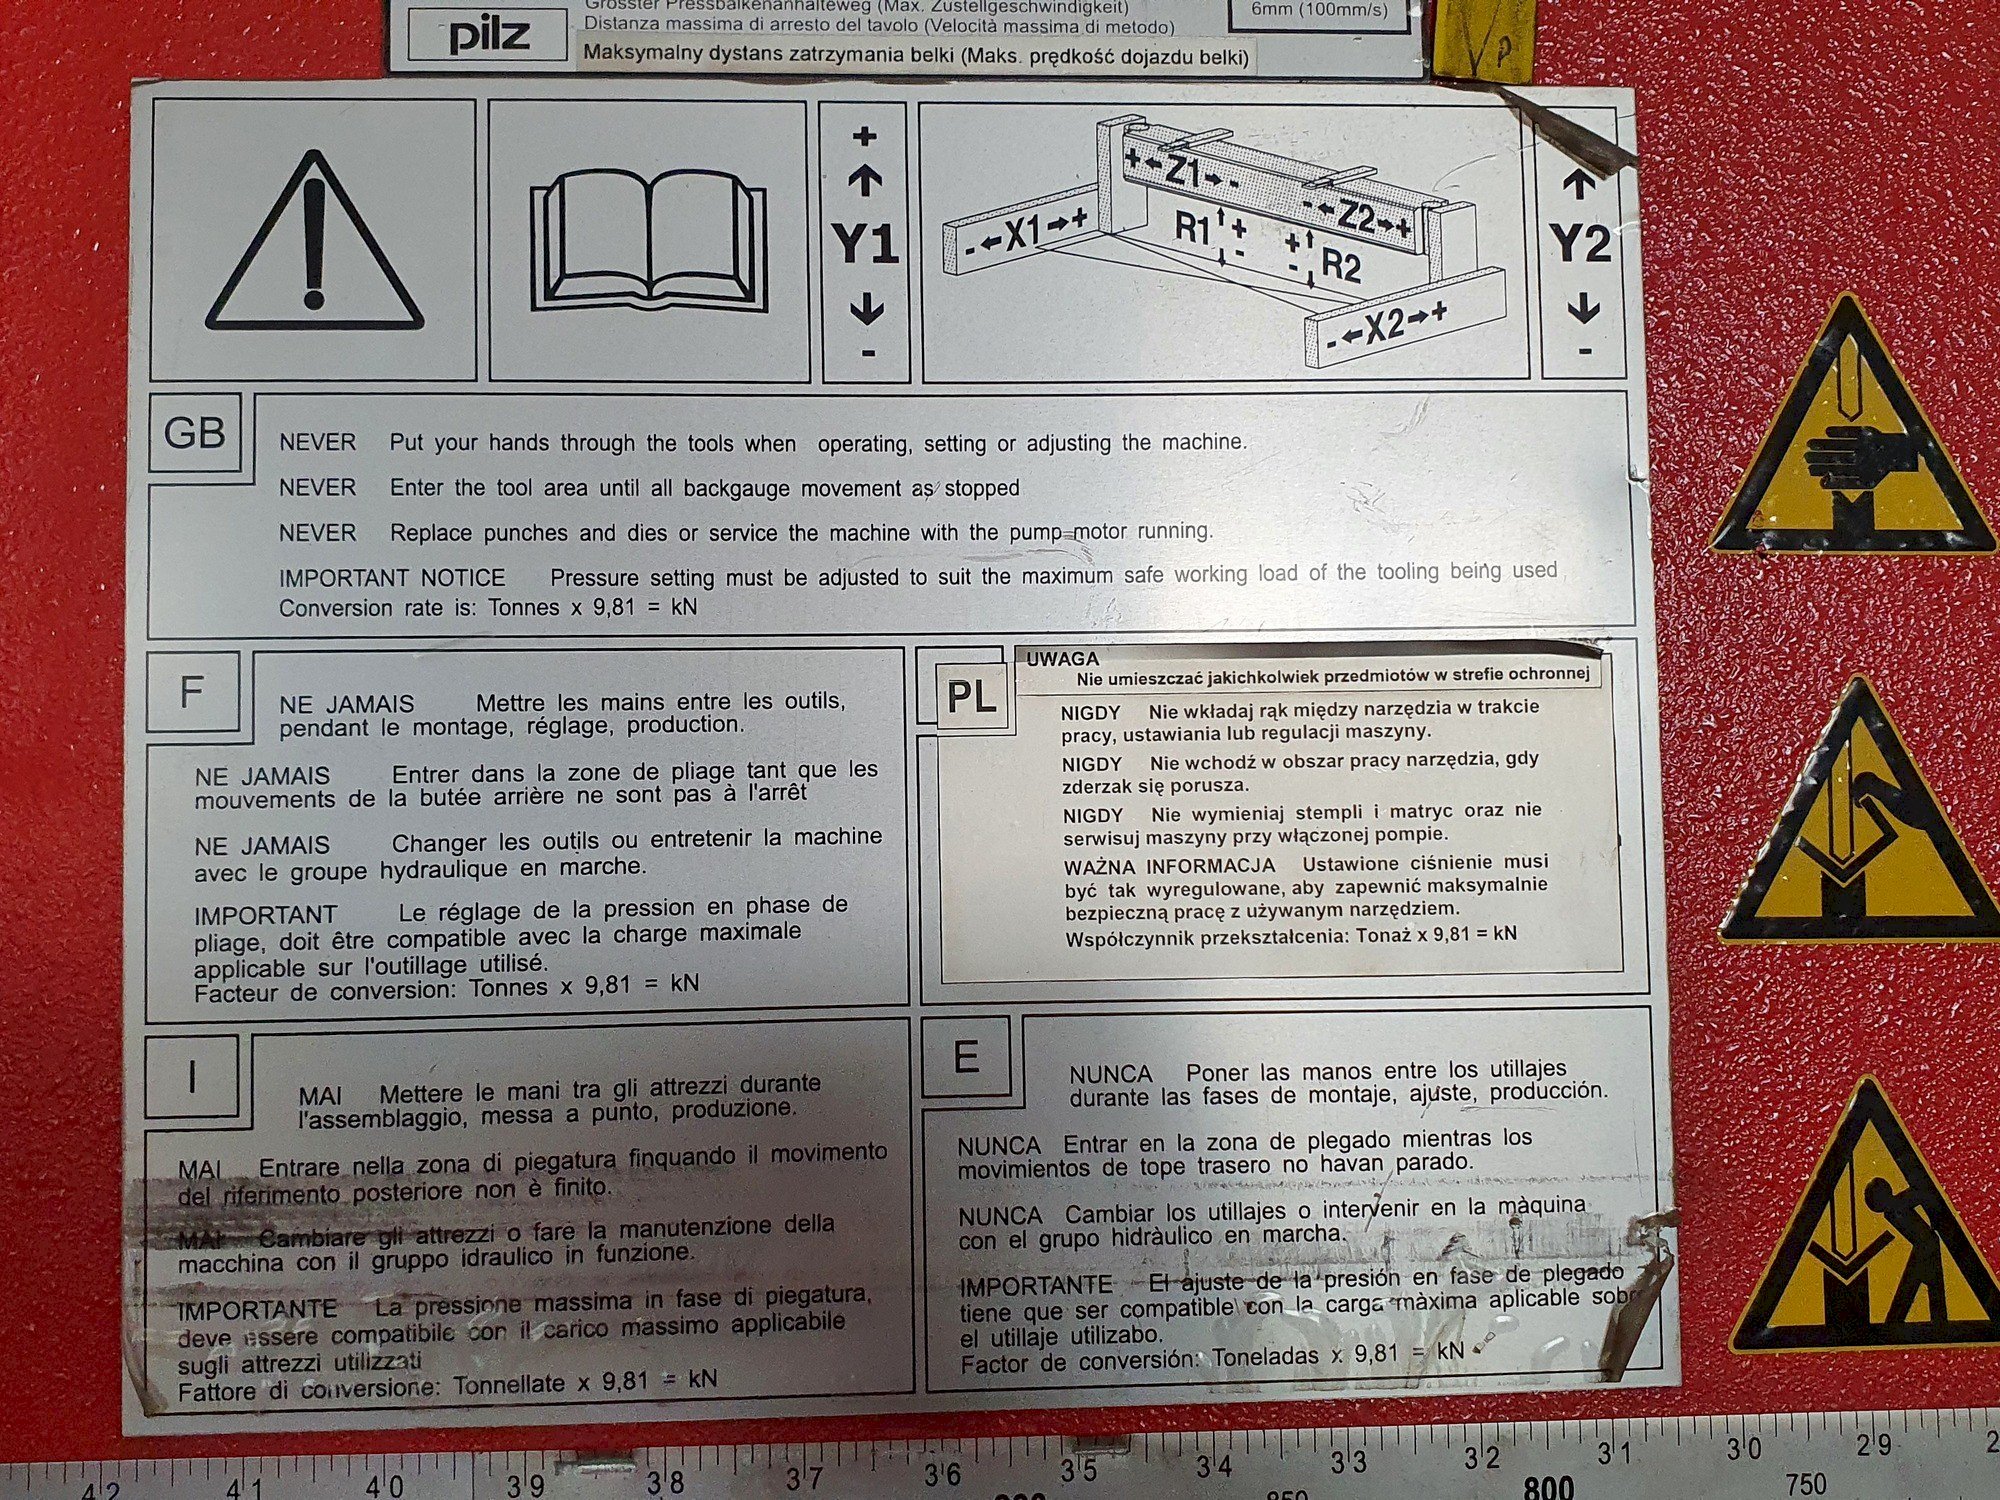 Grösster Pressbalkenanhalteweg (Max. Zustellgeschwindigkeit)
6mm (100mm/s)
pilz
Distanza massima di arresto del tavolo (Velocità massima di metodo)
Maksymalny dystans zatrzymania belki (Maks. prędkość dojazdu belki)
VP
+
Y1
-
+ Z1 -
- Z2 +
- X1 +
R1 + -
+ - R2
- X2 +
Y2
-
GB
NEVER Put your hands through the tools when operating, setting or adjusting the machine.
NEVER Enter the tool area until all backgauge movement as stopped
NEVER Replace punches and dies or service the machine with the pump motor running.
IMPORTANT NOTICE Pressure setting must be adjusted to suit the maximum safe working load of the tooling being used
Conversion rate is: Tonnes x 9,81 = kN
F
NE JAMAIS Mettre les mains entre les outils,
pendant le montage, réglage, production.
NE JAMAIS Entrer dans la zone de pliage tant que les
mouvements de la butée arrière ne sont pas à l'arrêt
NE JAMAIS Changer les outils ou entretenir la machine
avec le groupe hydraulique en marche.
IMPORTANT Le réglage de la pression en phase de
pliage, doit être compatible avec la charge maximale
applicable sur l'outillage utilisé.
Facteur de conversion: Tonnes x 9,81 = kN
PL
UWAGA
Nie umieszczać jakichkolwiek przedmiotów w strefie ochronnej
NIGDY Nie wkładaj rąk między narzędzia w trakcie
pracy, ustawiania lub regulacji maszyny.
NIGDY Nie wchodź w obszar pracy narzędzia, gdy
zderzak się porusza.
NIGDY Nie wymieniaj stempli i matryc oraz nie
serwisuj maszyny przy włączonej pompie.
WAŻNA INFORMACJA Ustawione ciśnienie musi
być tak wyregulowane, aby zapewnić maksymalnie
bezpieczną pracę z używanym narzędziem.
Współczynnik przekształcenia: Tonaż x 9,81 = kN
I
MAI Mettere le mani tra gli attrezzi durante
l'assemblaggio, messa a punto, produzione.
MAI Entrare nella zona di piegatura finquando il movimento
del riferimento posteriore non è finito.
MAI Cambiare gli attrezzi o fare la manutenzione della
macchina con il gruppo idraulico in funzione.
IMPORTANTE La pressione massima in fase di piegatura,
deve essere compatibile con il carico massimo applicabile
sugli attrezzi utilizzati
Fattore di conversione: Tonnellate x 9,81 = kN
E
NUNCA Poner las manos entre los utillajes
durante las fases de montaje, ajuste, producción.
NUNCA Entrar en la zona de plegado mientras los
movimientos de tope trasero no havan parado.
NUNCA Cambiar los utillajes o intervenir en la màquina
con el grupo hidràulico en marcha.
IMPORTANTE El ajuste de la presión en fase de plegado
tiene que ser compatible con la carga màxima aplicable sobre
el utillaje utilizabo.
Factor de conversión: Toneladas x 9,81 = kN
42 41 40 39 38 37 36 35 34 33 32 31 30 29
850 800 750